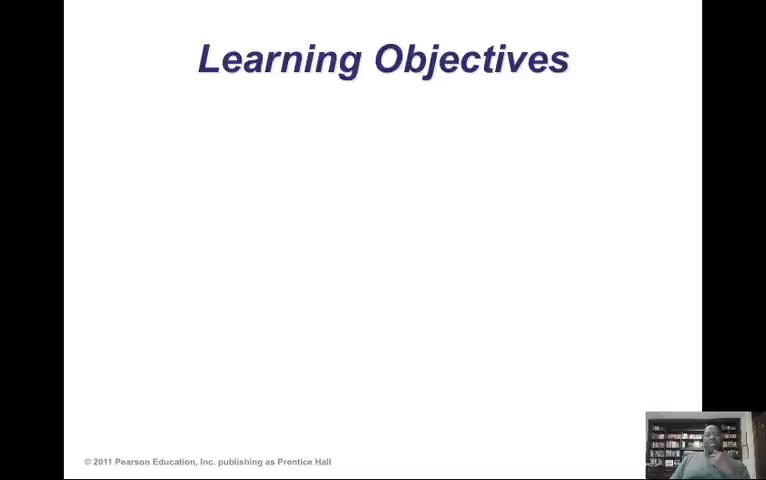 Learning Objectives
© 2011 Pearson Education, Inc. publishing as Prentice Hall